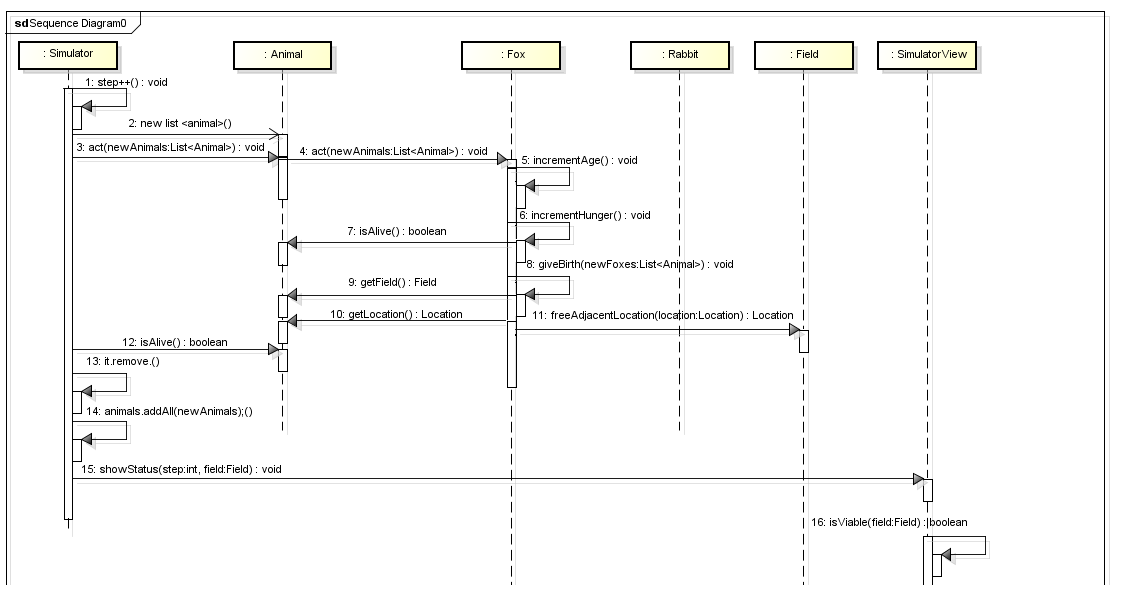 sd Sequence Diagram0
: Simulator
: Animal
: Fox
: Rabbit
: Field
: SimulatorView
1: step++() : void
2: new list <animal>()
3: act(newAnimals:List<Animal>) : void
4: act(newAnimals:List<Animal>) : void
5: incrementAge() : void
6: incrementHunger() : void
7: isAlive() : boolean
8: giveBirth(newFoxes:List<Animal>) : void
9: getField() : Field
10: getLocation() : Location
11: freeAdjacentLocation(location:Location) : Location
12: isAlive() : boolean
13: it.remove.()
14: animals.addAll(newAnimals);()
15: showStatus(step:int, field:Field) : void
16: isViable(field:Field) : boolean